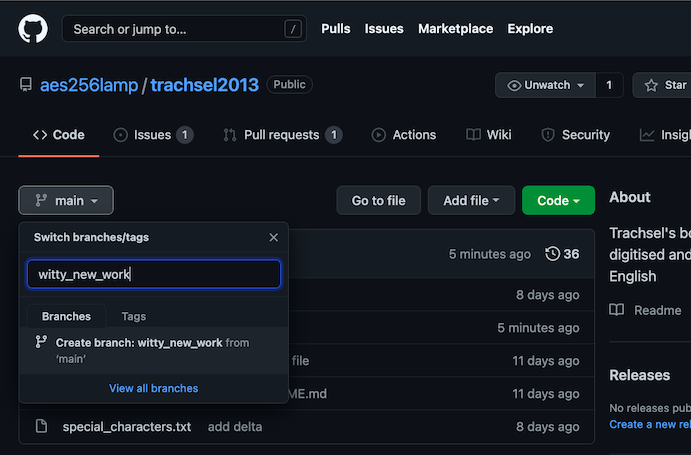 Search or jump to... / Pulls Issues Marketplace Explore
aes256lamp / trachsel2013 Public Unwatch 1 Star
Code Issues 1 Pull requests 1 Actions Wiki Security
main Go to file Add file Code About
Switch branches/tags
5 minutes ago 36
Trachsel's
digitised and
English
witty_new_work
8 days ago
Branches Tags
5 minutes ago
Readme
Create branch: witty_new_work from
'main'
file 11 days ago
View all branches
ME.md 11 days ago
Releases
No releases
Create a new
special_characters.txt add delta 8 days ago